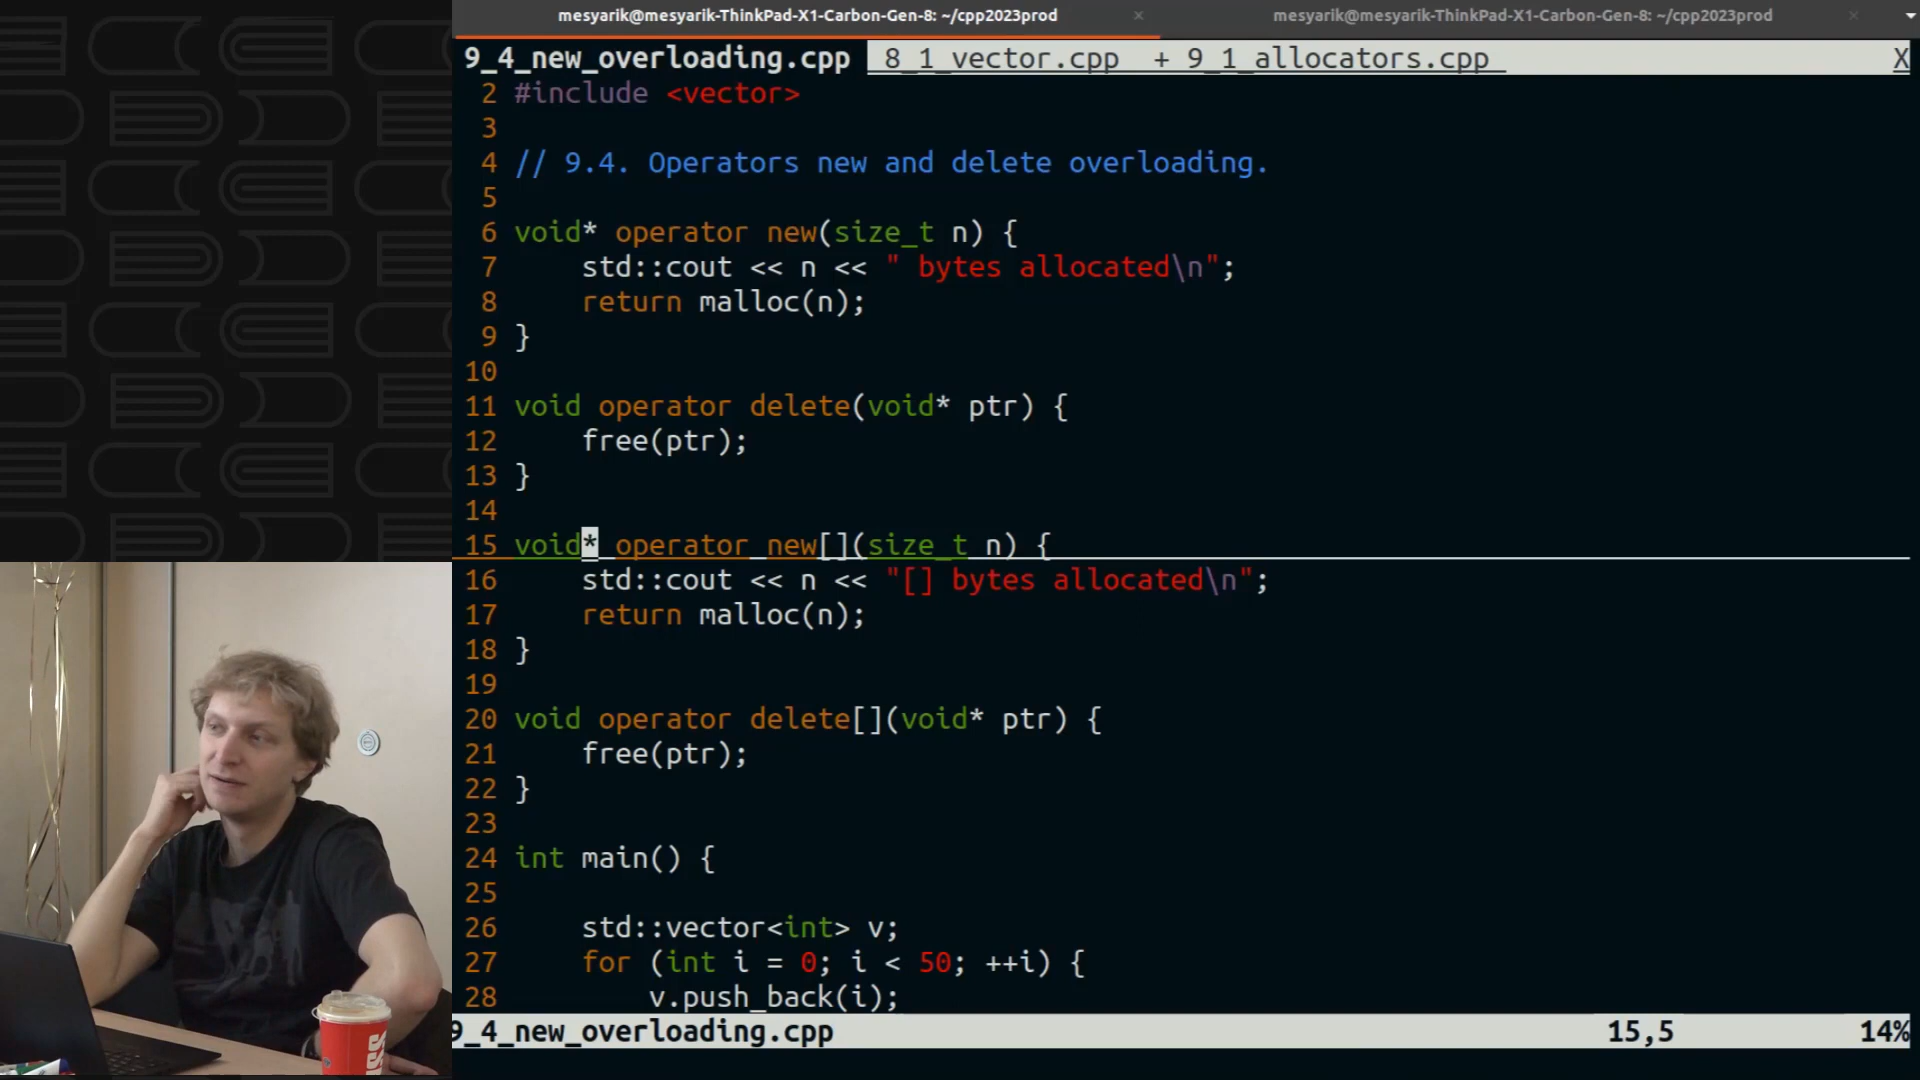 mesyarik@mesyarik-ThinkPad-X1-Carbon-Gen-8: ~/cpp2023prod × mesyarik@mesyarik-ThinkPad-X1-Carbon-Gen-8: ~/cpp2023prod ×
9_4_new_overloading.cpp 8_1_vector.cpp + 9_1_allocators.cpp X
2 #include <vector>
3
4 // 9.4. Operators new and delete overloading.
5
6 void* operator new(size_t n) {
7     std::cout << n << " bytes allocated\n";
8     return malloc(n);
9 }
10
11 void operator delete(void* ptr) {
12     free(ptr);
13 }
14
15 void* operator new[](size_t n) {
16     std::cout << n << "[] bytes allocated\n";
17     return malloc(n);
18 }
19
20 void operator delete[](void* ptr) {
21     free(ptr);
22 }
23
24 int main() {
25
26     std::vector<int> v;
27     for (int i = 0; i < 50; ++i) {
28         v.push_back(i);
9_4_new_overloading.cpp 15,5 14%